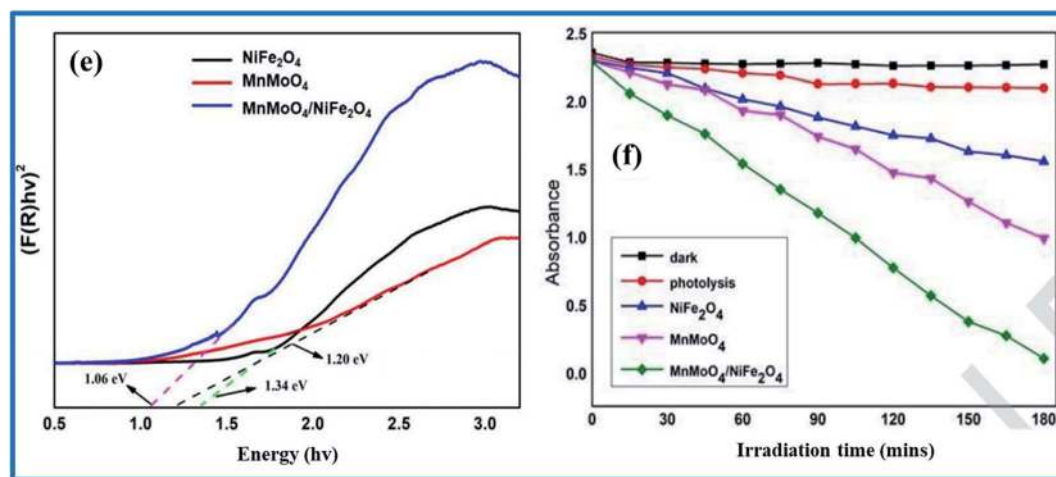 (e)
NiFe₂O₄
MnMoO₄
MnMoO₄/NiFe₂O₄
(F(R)hv)²
1.06 eV
1.34 eV
1.20 eV
0.5 1.0 1.5 2.0 2.5 3.0
Energy (hv)
(f)
Absorbance
2.5
2.0
1.5
1.0
0.5
0.0
dark
photolysis
NiFe₂O₄
MnMoO₄
MnMoO₄/NiFe₂O₄
0 30 60 90 120 150 180
Irradiation time (mins)